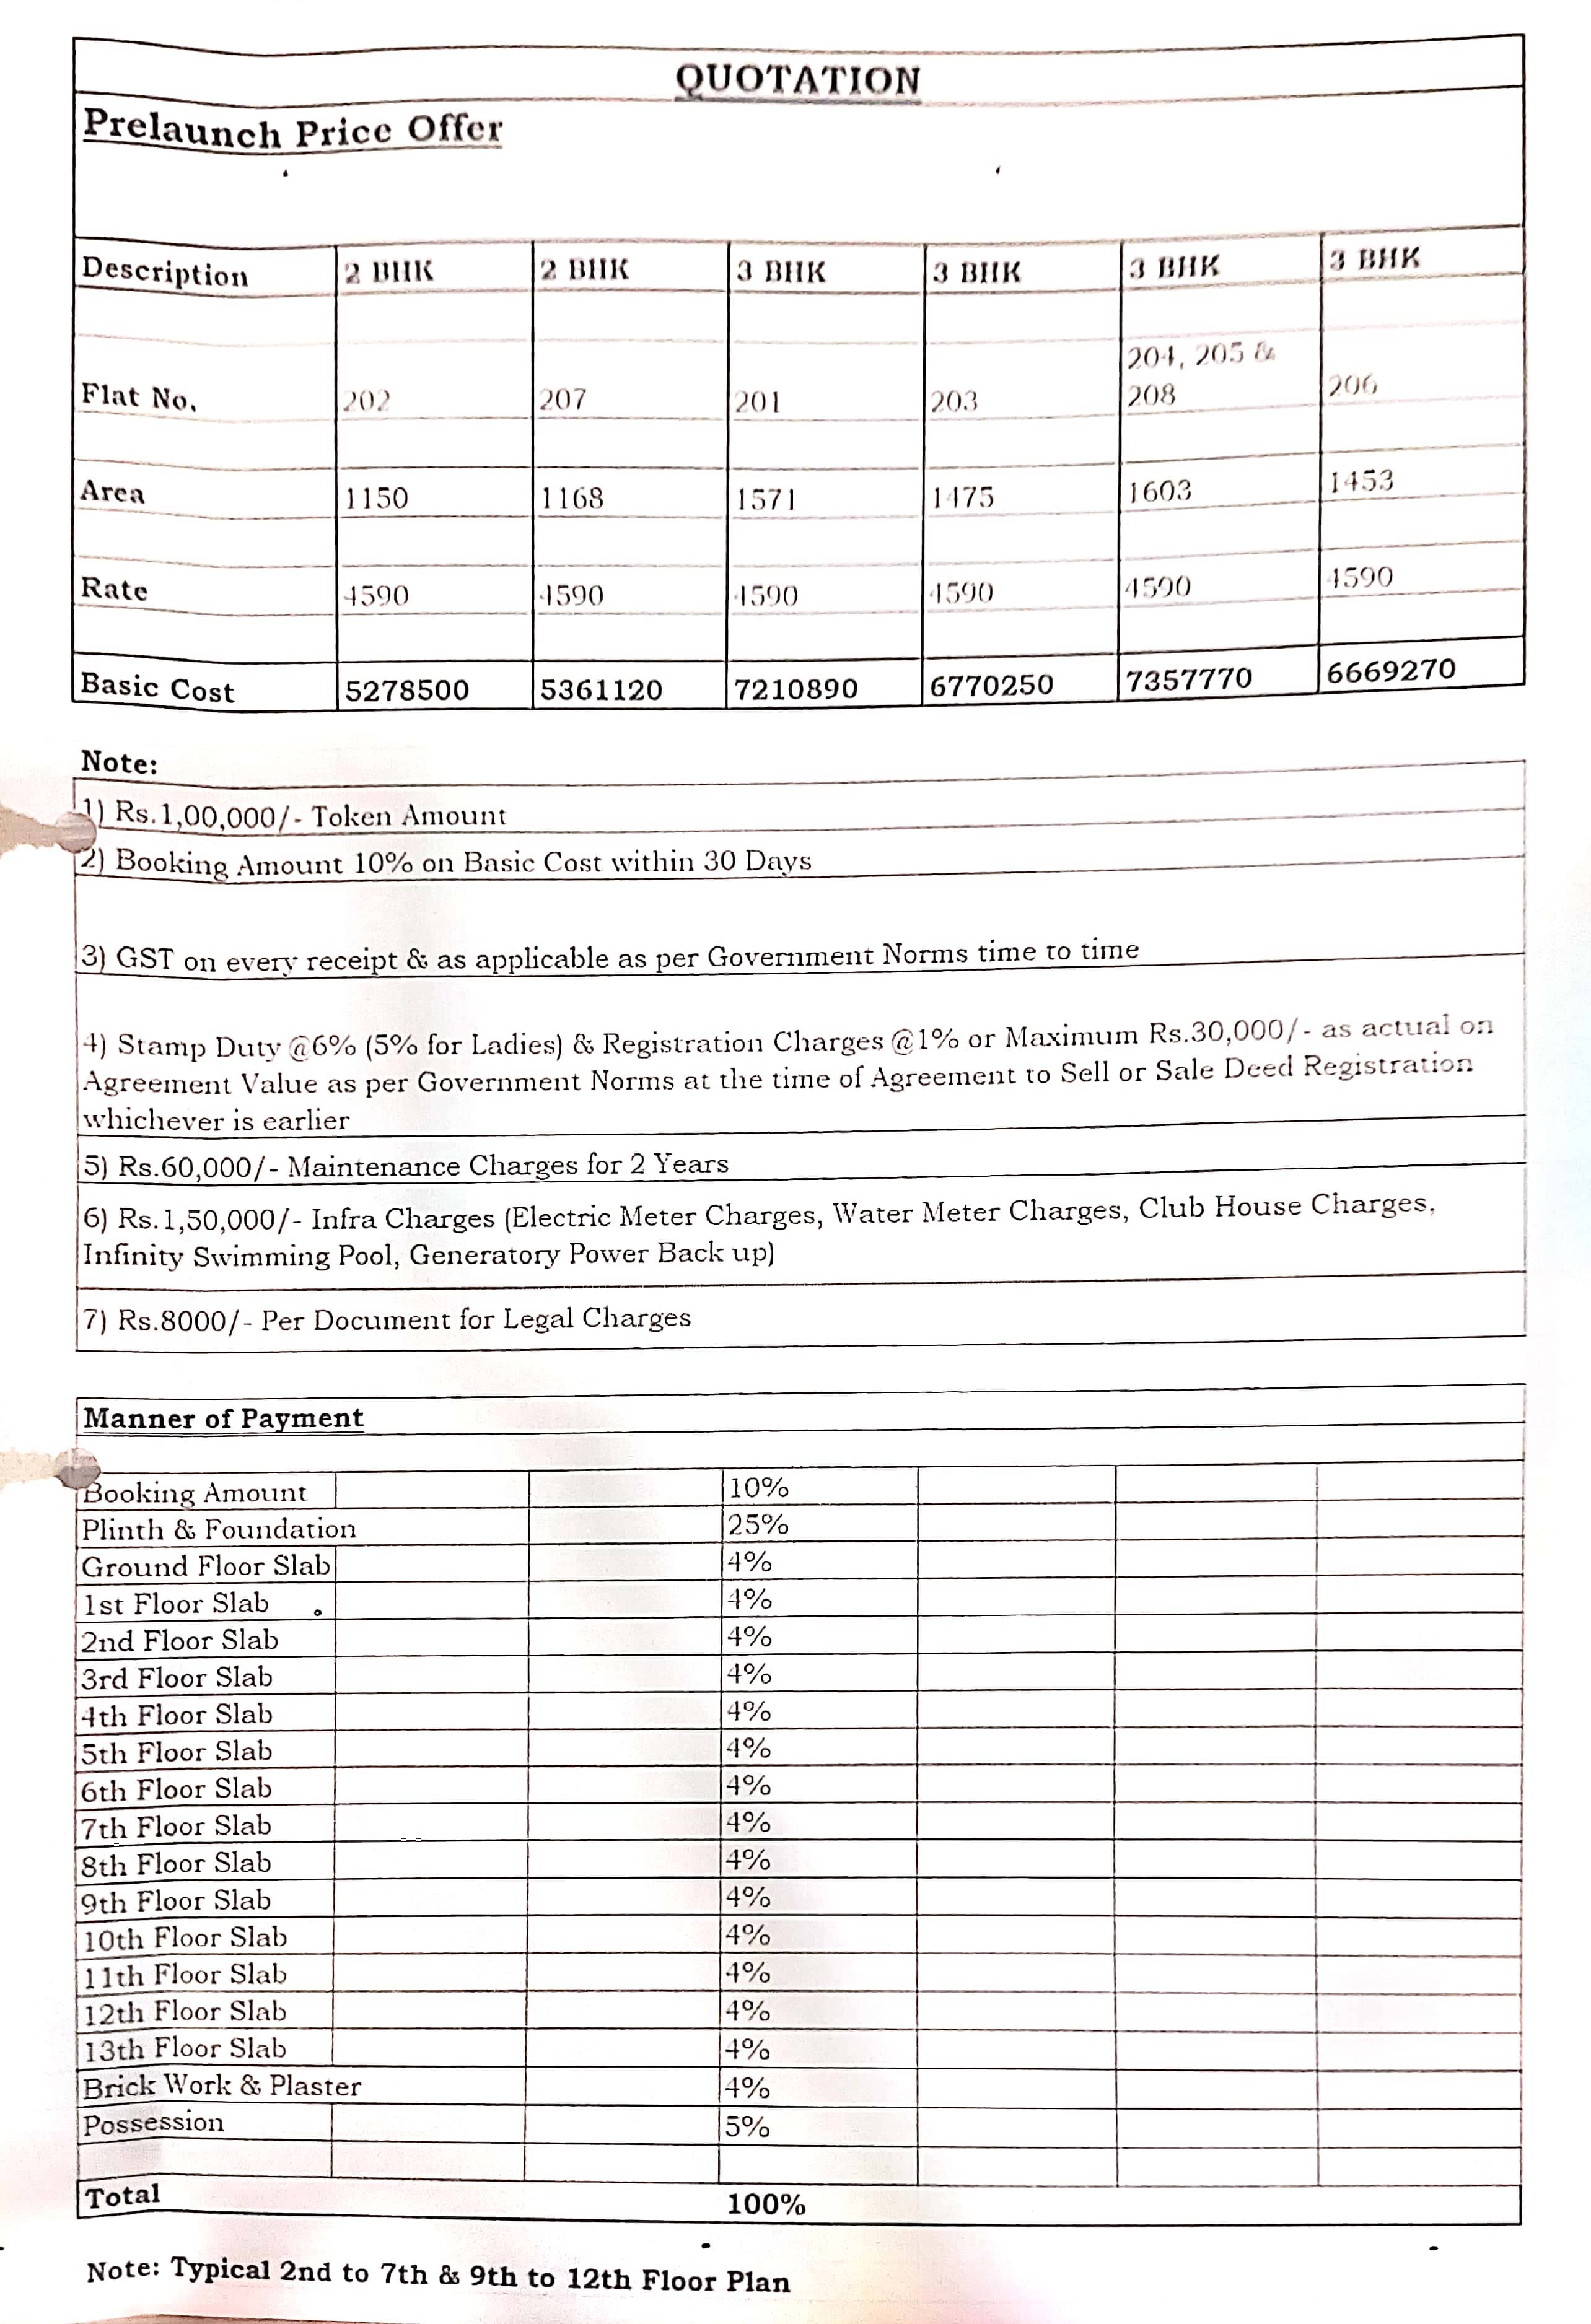 QUOTATION
Prelaunch Price Offer
Description 2 BHK 2 BHK 3 BHK 3 BHK 3 BHK 3 BHK
Flat No. 202 207 201 203 204, 205 & 208 206
Area 1150 1168 1571 1475 1603 1453
Rate 4590 4590 4590 4590 4590 4590
Basic Cost 5278500 5361120 7210890 6770250 7357770 6669270
Note:
1) Rs.1,00,000/- Token Amount
2) Booking Amount 10% on Basic Cost within 30 Days
3) GST on every receipt & as applicable as per Government Norms time to time
4) Stamp Duty @6% (5% for Ladies) & Registration Charges @1% or Maximum Rs.30,000/- as actual on
Agreement Value as per Government Norms at the time of Agreement to Sell or Sale Deed Registration
whichever is earlier
5) Rs.60,000/- Maintenance Charges for 2 Years
6) Rs.1,50,000/- Infra Charges (Electric Meter Charges, Water Meter Charges, Club House Charges,
Infinity Swimming Pool, Generatory Power Back up)
7) Rs.8000/- Per Document for Legal Charges
Manner of Payment
Booking Amount 10%
Plinth & Foundation 25%
Ground Floor Slab 4%
1st Floor Slab 4%
2nd Floor Slab 4%
3rd Floor Slab 4%
4th Floor Slab 4%
5th Floor Slab 4%
6th Floor Slab 4%
7th Floor Slab 4%
8th Floor Slab 4%
9th Floor Slab 4%
10th Floor Slab 4%
11th Floor Slab 4%
12th Floor Slab 4%
13th Floor Slab 4%
Brick Work & Plaster 4%
Possession 5%
Total 100%
Note: Typical 2nd to 7th & 9th to 12th Floor Plan